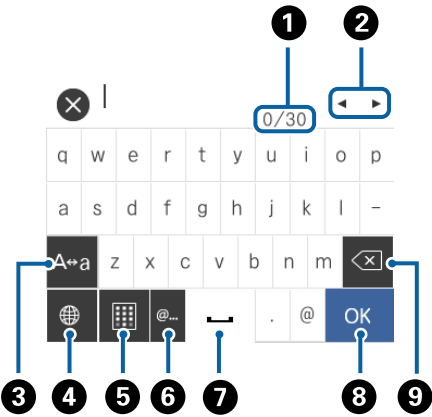 1 2
0/30
q w e r t y u i o p
a s d f g h j k l -
A↔a z x c v b n m
@... . @ OK
3 4 5 6 7 8 9